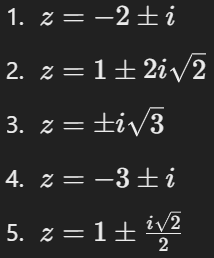 1. z = −2 ± i
2. z = 1 ± 2i√2
3. z = ±i√3
4. z = −3 ± i
5. z = 1 ± i√2/2